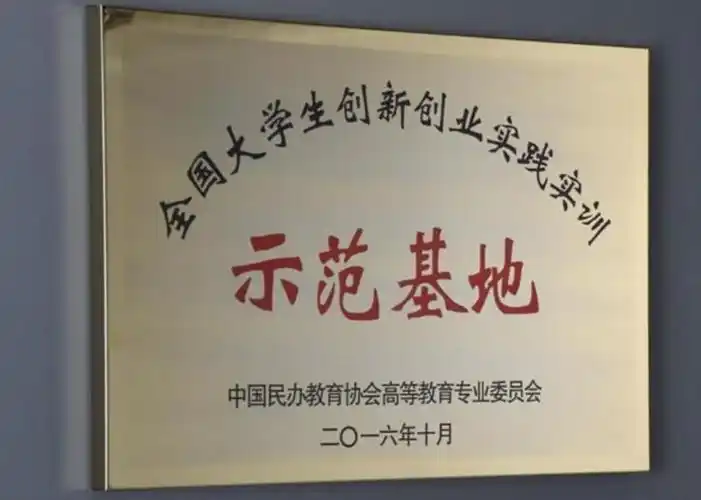 全国大学生创新创业实践实训
示范基地
中国民办教育协会高等教育专业委员会
二〇一六年十月